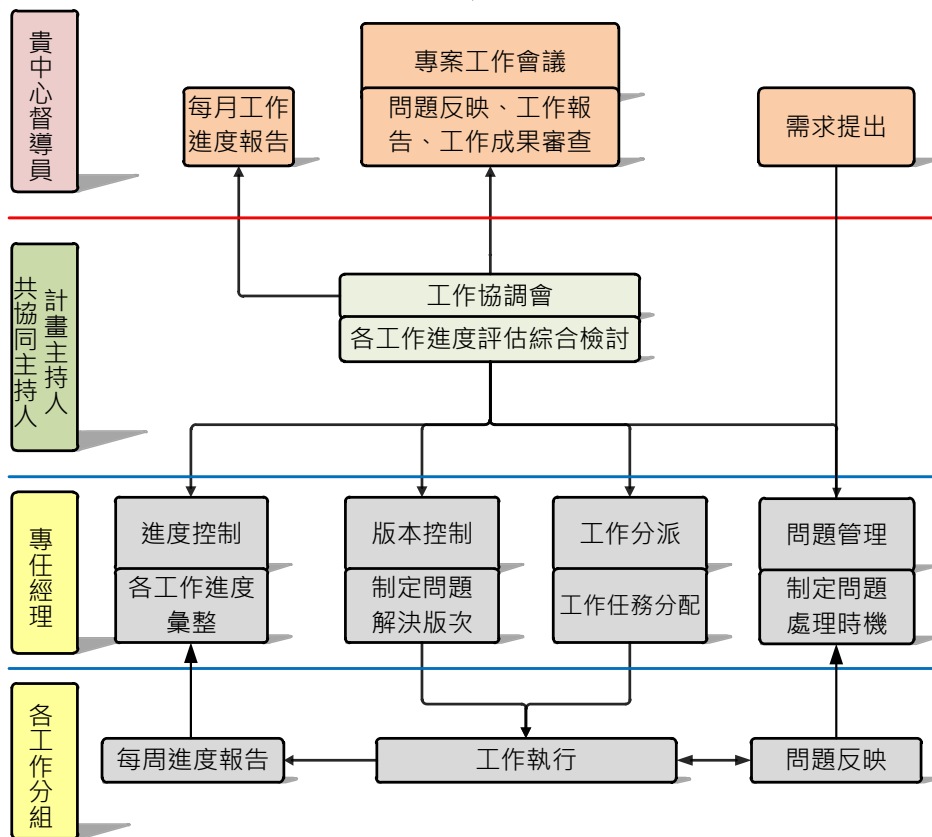 貴中心督導員
專案工作會議
每月工作
進度報告
問題反映、工作報
告、工作成果審查
需求提出
計畫主持人
共協同主持人
工作協調會
各工作進度評估綜合檢討
專任經理
進度控制
各工作進度
彙整
版本控制
制定問題
解決版次
工作分派
工作任務分配
問題管理
制定問題
處理時機
各工作分組
每周進度報告
工作執行
問題反映